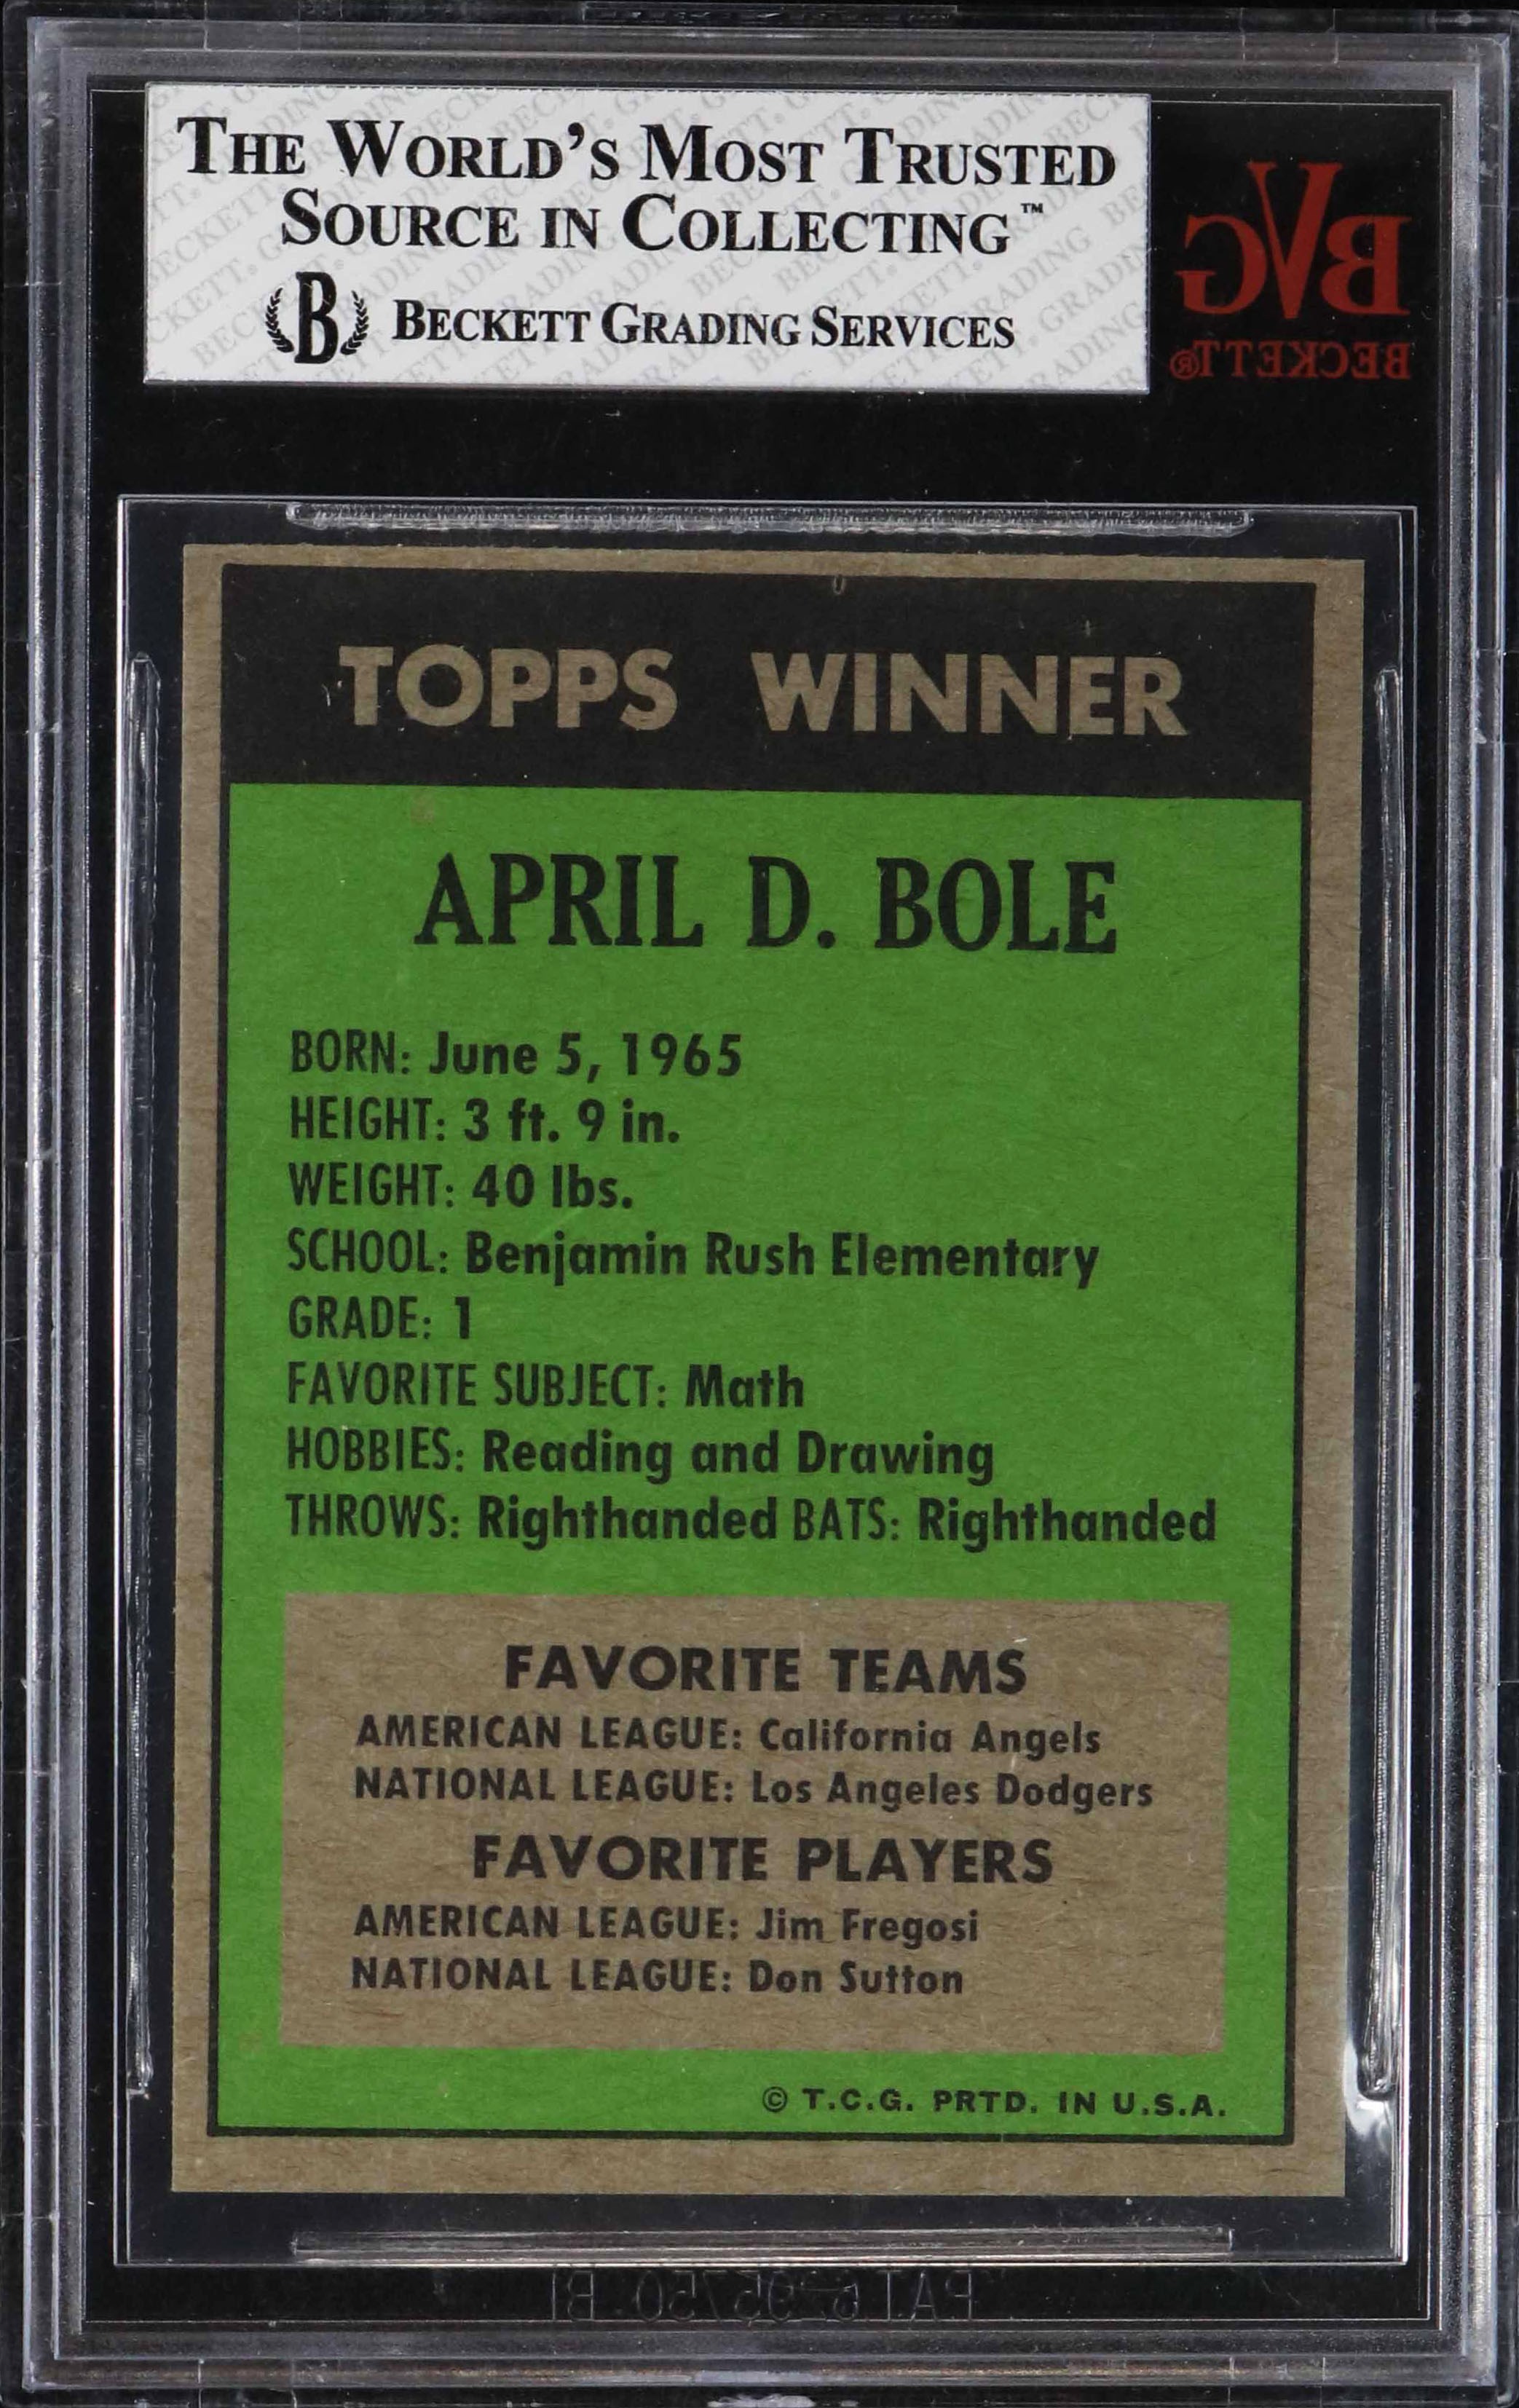 THE WORLD'S MOST TRUSTED
SOURCE IN COLLECTING™
B BECKETT GRADING SERVICES
BVG
BECKETT®
TOPPS WINNER
APRIL D. BOLE
BORN: June 5, 1965
HEIGHT: 3 ft. 9 in.
WEIGHT: 40 lbs.
SCHOOL: Benjamin Rush Elementary
GRADE: 1
FAVORITE SUBJECT: Math
HOBBIES: Reading and Drawing
THROWS: Righthanded BATS: Righthanded
FAVORITE TEAMS
AMERICAN LEAGUE: California Angels
NATIONAL LEAGUE: Los Angeles Dodgers
FAVORITE PLAYERS
AMERICAN LEAGUE: Jim Fregosi
NATIONAL LEAGUE: Don Sutton
© T.C.G. PRTD. IN U.S.A.